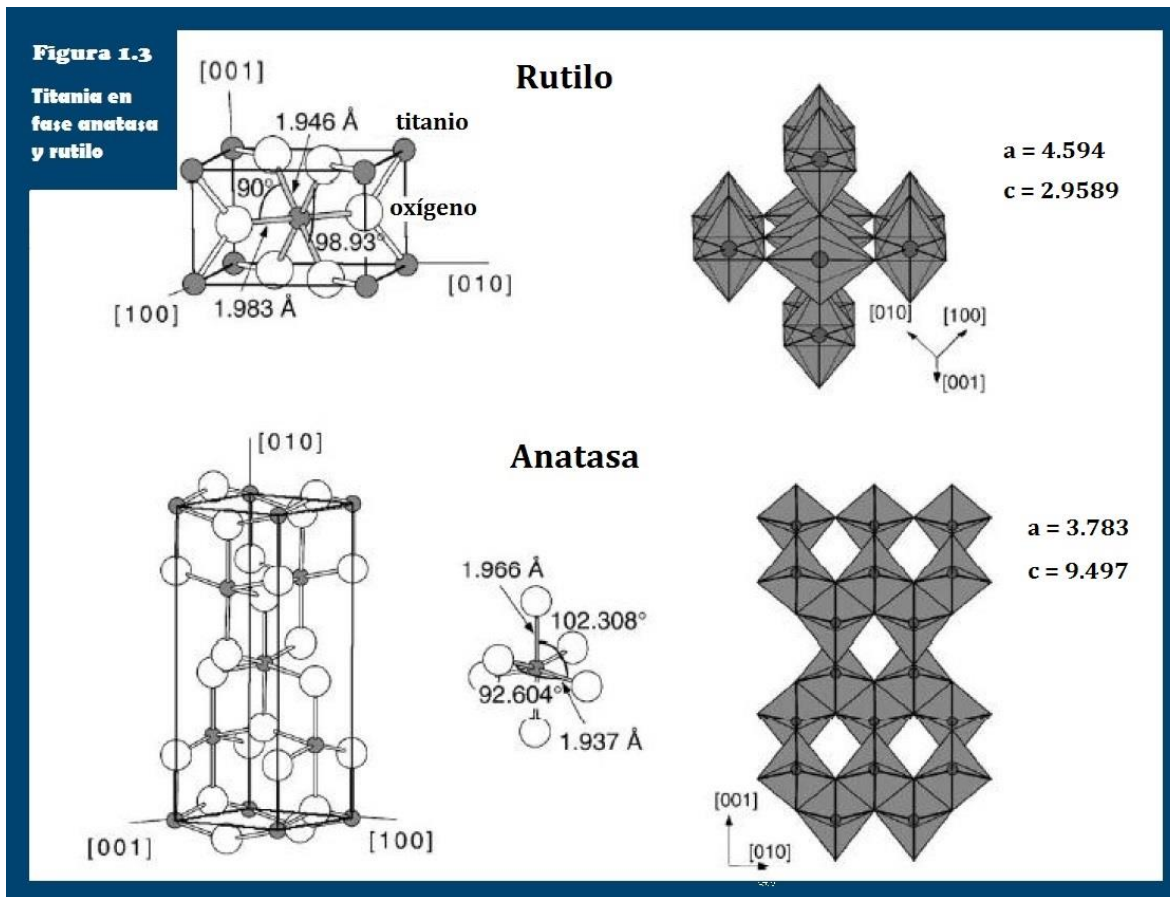 Figura 1.3
Titania en
fase anatasa
y rutilo
Rutilo
[001]
1.946 Å
titanio
90°
oxígeno
98.93°
[010]
[100]
1.983 Å
a = 4.594
c = 2.9589
[010]
[100]
[001]
Anatasa
[010]
[001]
[100]
1.966 Å
102.308°
92.604°
1.937 Å
a = 3.783
c = 9.497
[001]
[010]